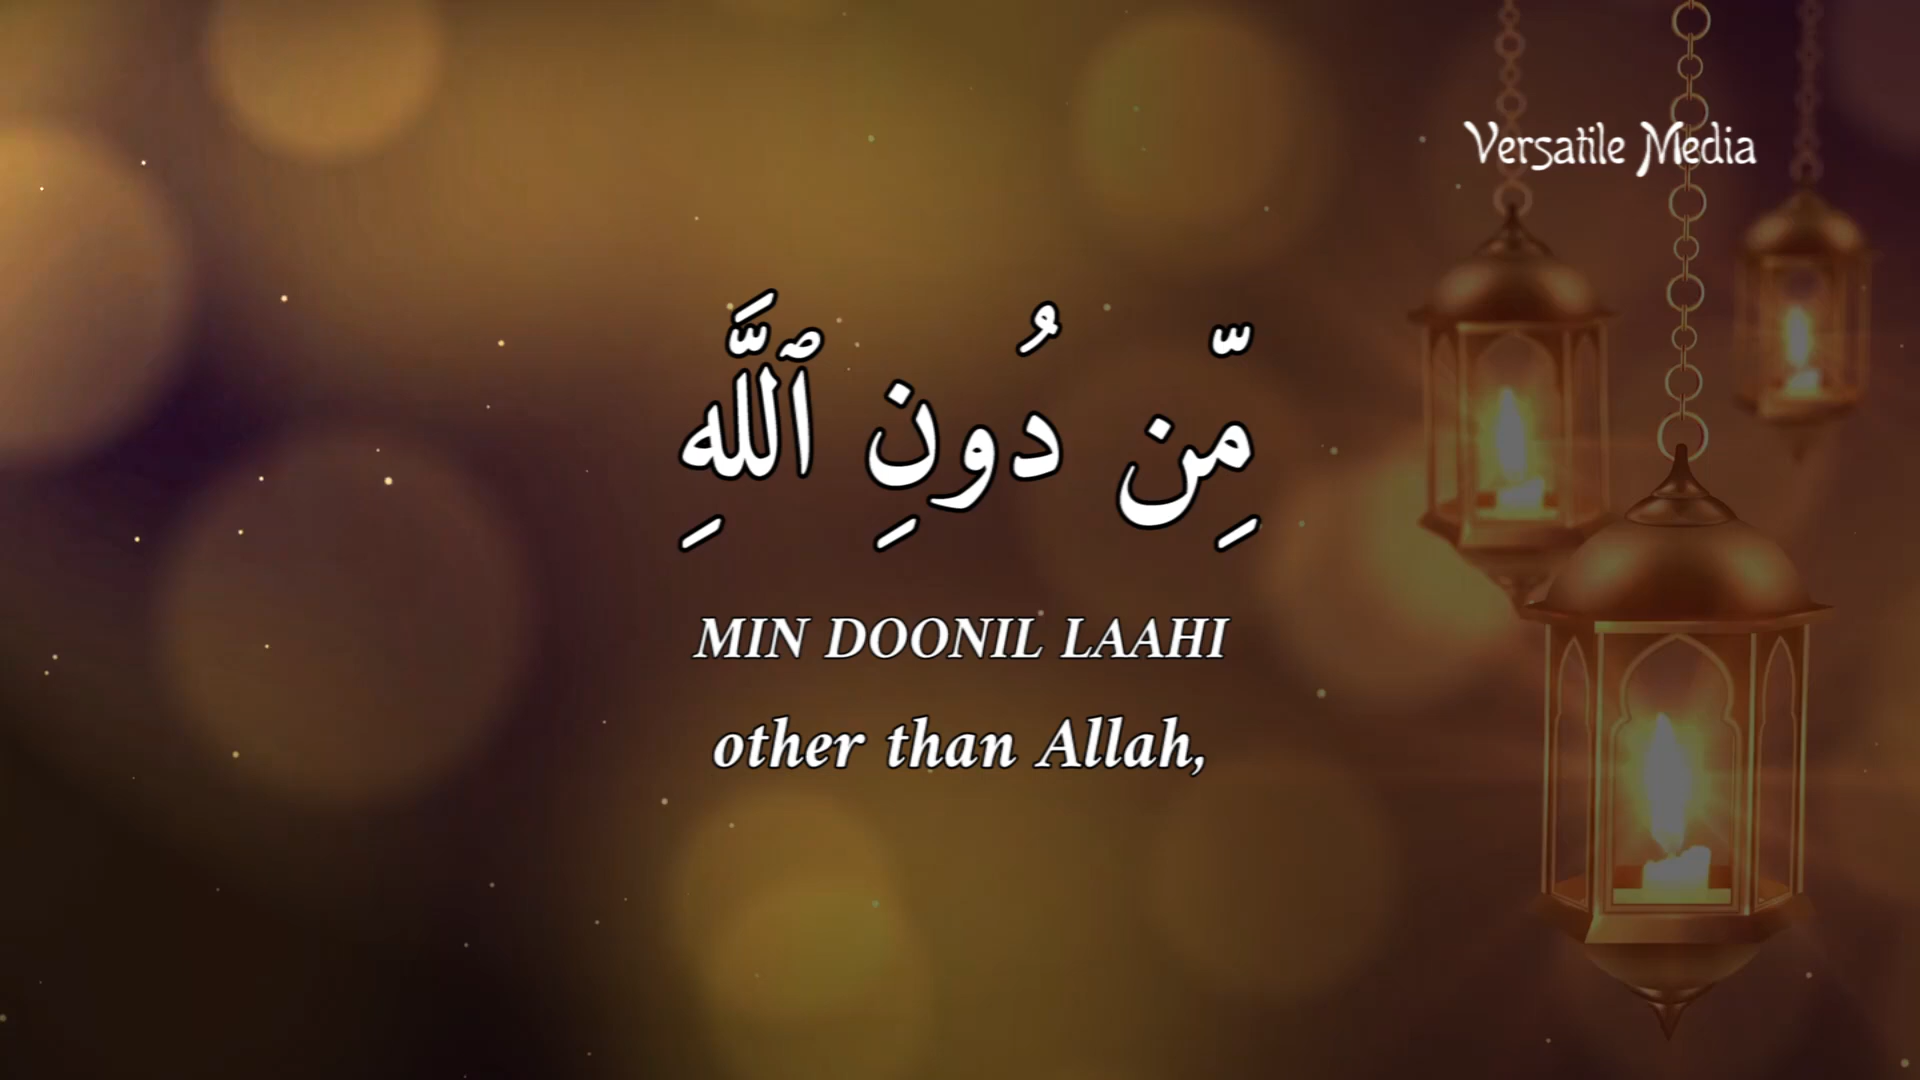 Versatile Media
مِّن دُونِ ٱللَّهِ
MIN DOONIL LAAHI
other than Allah,